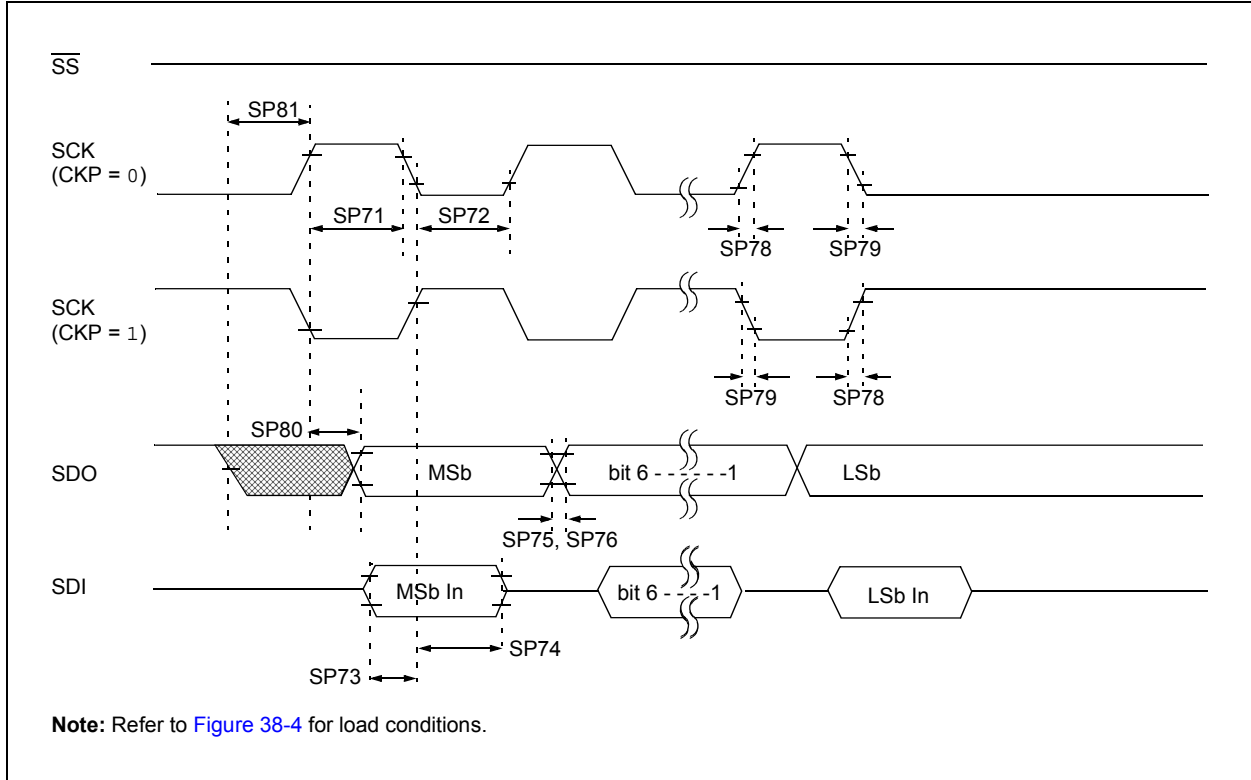 SS
SP81
SCK
(CKP = 0)
SP71
SP72
SP78
SP79
SCK
(CKP = 1)
SP79
SP78
SP80
SDO
MSb
bit 6 - - - - - -1
LSb
SP75, SP76
SDI
MSb In
bit 6 - - - -1
LSb In
SP74
SP73
Note: Refer to Figure 38-4 for load conditions.